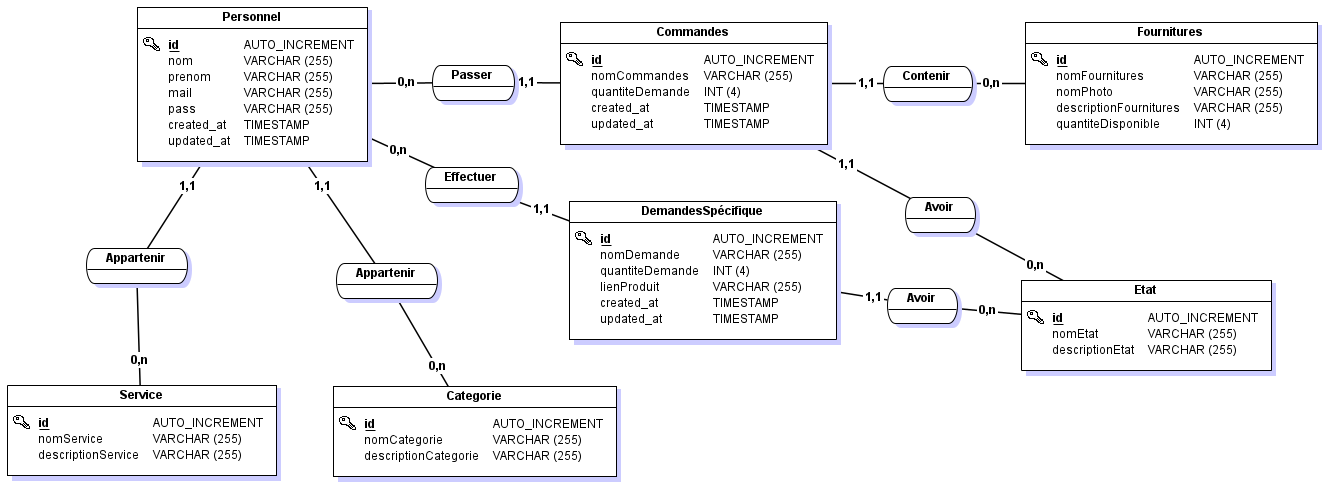 Personnel
id AUTO_INCREMENT
nom VARCHAR (255)
prenom VARCHAR (255)
mail VARCHAR (255)
pass VARCHAR (255)
created_at TIMESTAMP
updated_at TIMESTAMP
0,n
Passer
1,1
Commandes
id AUTO_INCREMENT
nomCommandes VARCHAR (255)
quantiteDemande INT (4)
created_at TIMESTAMP
updated_at TIMESTAMP
1,1
Contenir
0,n
Fournitures
id AUTO_INCREMENT
nomFournitures VARCHAR (255)
nomPhoto VARCHAR (255)
descriptionFournitures VARCHAR (255)
quantiteDisponible INT (4)
0,n
Effectuer
1,1
DemandesSpécifique
id AUTO_INCREMENT
nomDemande VARCHAR (255)
quantiteDemande INT (4)
lienProduit VARCHAR (255)
created_at TIMESTAMP
updated_at TIMESTAMP
1,1
Avoir
0,n
1,1
Avoir
0,n
Etat
id AUTO_INCREMENT
nomEtat VARCHAR (255)
descriptionEtat VARCHAR (255)
1,1
Appartenir
0,n
Service
id AUTO_INCREMENT
nomService VARCHAR (255)
descriptionService VARCHAR (255)
1,1
Appartenir
0,n
Categorie
id AUTO_INCREMENT
nomCategorie VARCHAR (255)
descriptionCategorie VARCHAR (255)